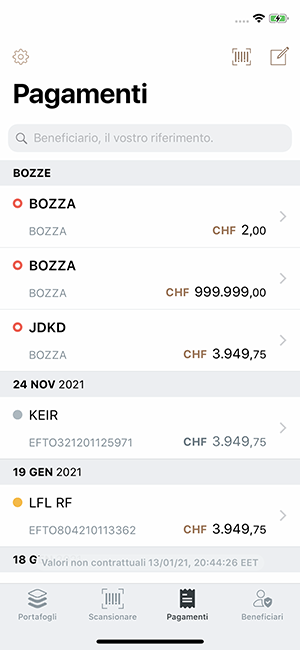 Pagamenti
Beneficiario, il vostro riferimento.
BOZZE
BOZZA
BOZZA CHF 2,00
BOZZA
BOZZA CHF 999.999,00
JDKD
BOZZA CHF 3.949,75
24 NOV 2021
KEIR
EFTO321201125971 CHF 3.949,75
19 GEN 2021
LFL RF
EFTO804210113362 CHF 3.949,75
18 G
Valori non contrattuali 13/01/21, 20:44:26 EET
Portafogli Scansionare Pagamenti Beneficiari